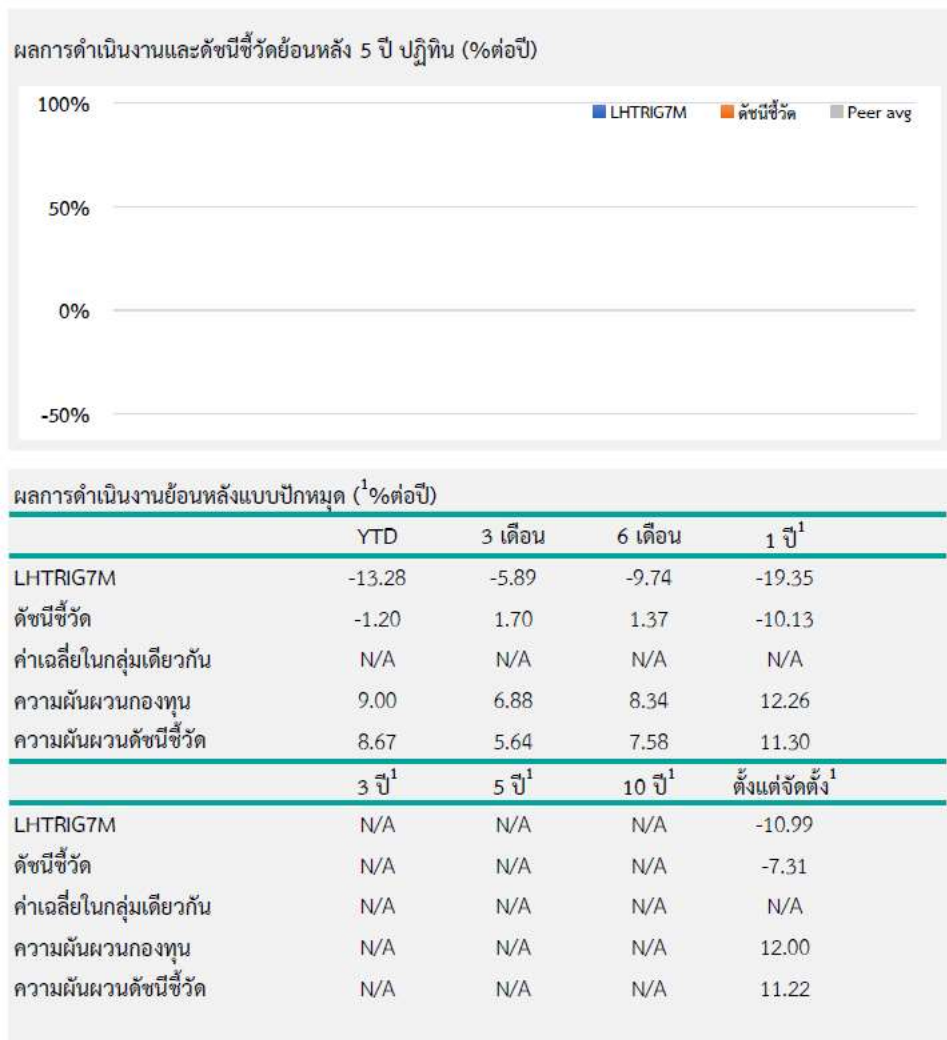 ผลการดำเนินงานและดัชนีชี้วัดย้อนหลัง 5 ปี ปฏิทิน (%ต่อปี)
100%
LHTRIG7M ดัชนีชี้วัด Peer avg
50%
0%
-50%
ผลการดำเนินงานย้อนหลังแบบปักหมุด (¹%ต่อปี)
YTD 3 เดือน 6 เดือน 1 ปี¹
LHTRIG7M -13.28 -5.89 -9.74 -19.35
ดัชนีชี้วัด -1.20 1.70 1.37 -10.13
ค่าเฉลี่ยในกลุ่มเดียวกัน N/A N/A N/A N/A
ความผันผวนกองทุน 9.00 6.88 8.34 12.26
ความผันผวนดัชนีชี้วัด 8.67 5.64 7.58 11.30
3 ปี¹ 5 ปี¹ 10 ปี¹ ตั้งแต่จัดตั้ง¹
LHTRIG7M N/A N/A N/A -10.99
ดัชนีชี้วัด N/A N/A N/A -7.31
ค่าเฉลี่ยในกลุ่มเดียวกัน N/A N/A N/A N/A
ความผันผวนกองทุน N/A N/A N/A 12.00
ความผันผวนดัชนีชี้วัด N/A N/A N/A 11.22